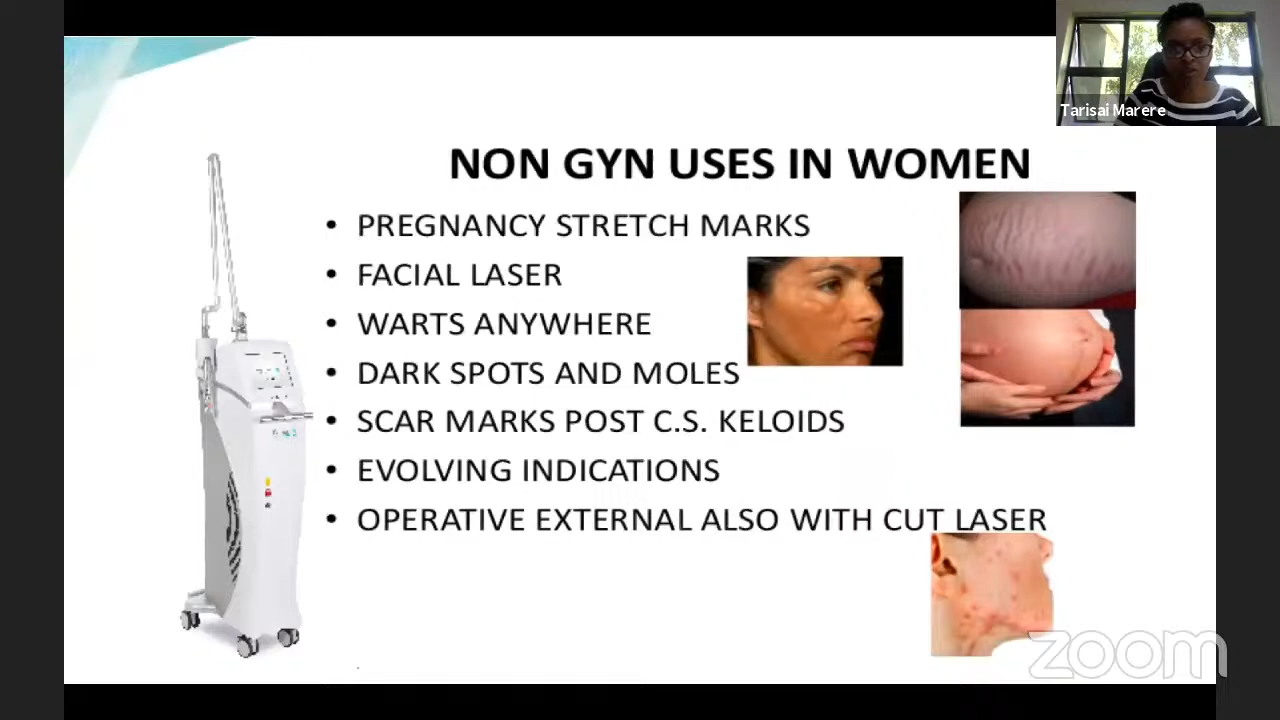 Tarisai Marere
NON GYN USES IN WOMEN
• PREGNANCY STRETCH MARKS
• FACIAL LASER
• WARTS ANYWHERE
• DARK SPOTS AND MOLES
• SCAR MARKS POST C.S. KELOIDS
• EVOLVING INDICATIONS
• OPERATIVE EXTERNAL ALSO WITH CUT LASER
zoom